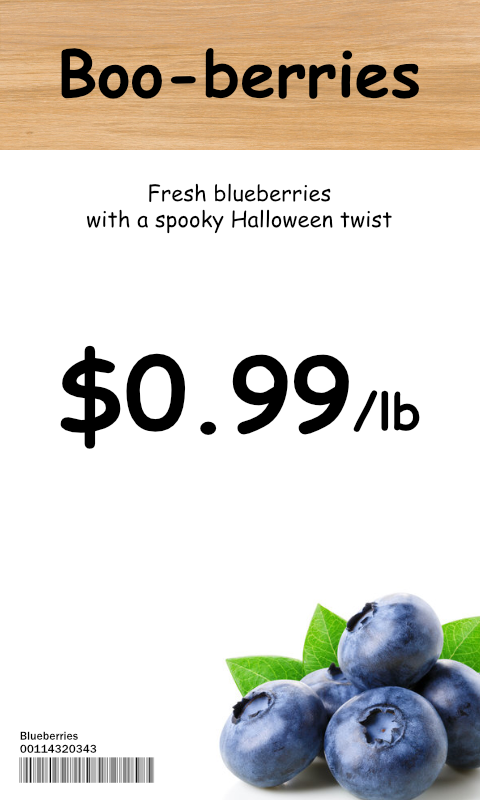 Boo-berries
Fresh blueberries
with a spooky Halloween twist
$0.99/lb
Blueberries
00114320343